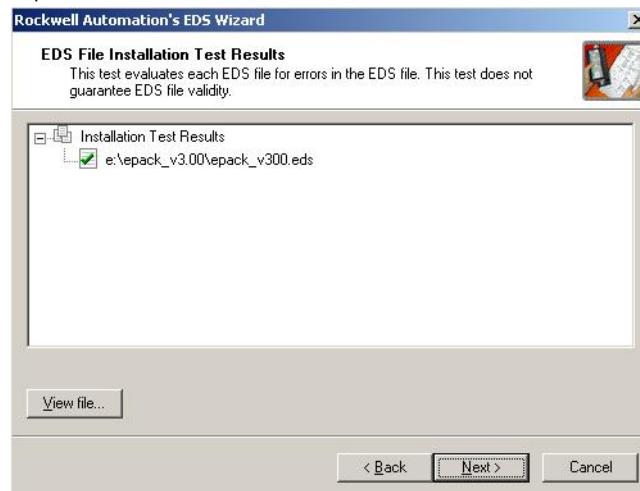 Rockwell Automation's EDS Wizard
EDS File Installation Test Results
This test evaluates each EDS file for errors in the EDS file. This test does not
guarantee EDS file validity.
Installation Test Results
e:\epack_v3.00\epack_v300.eds
View file...
< Back
Next >
Cancel